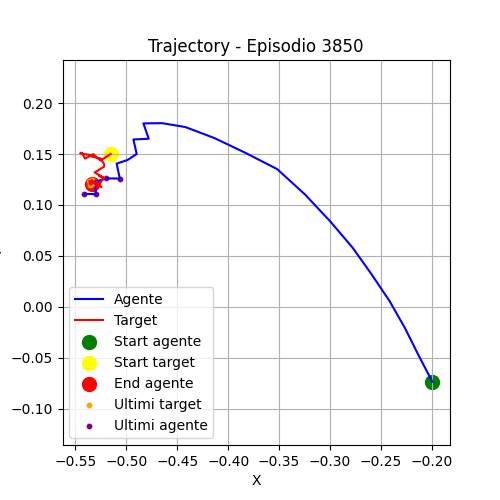 Trajectory - Episodio 3850
0.20
0.15
0.10
0.05
0.00
−0.05
−0.10
Agente
Target
Start agente
Start target
End agente
Ultimi target
Ultimi agente
−0.55 −0.50 −0.45 −0.40 −0.35 −0.30 −0.25 −0.20
X